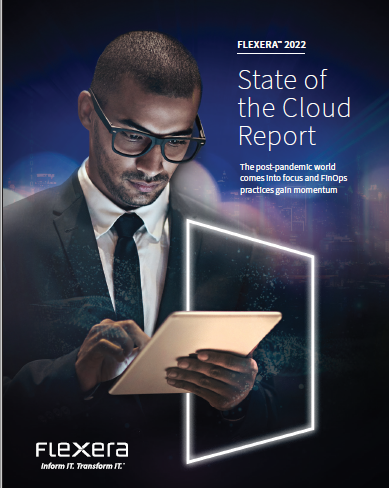 FLEXERA™ 2022
State of
the Cloud
Report
The post-pandemic world
comes into focus and FinOps
practices gain momentum
FLEXERA
Inform IT. Transform IT.™